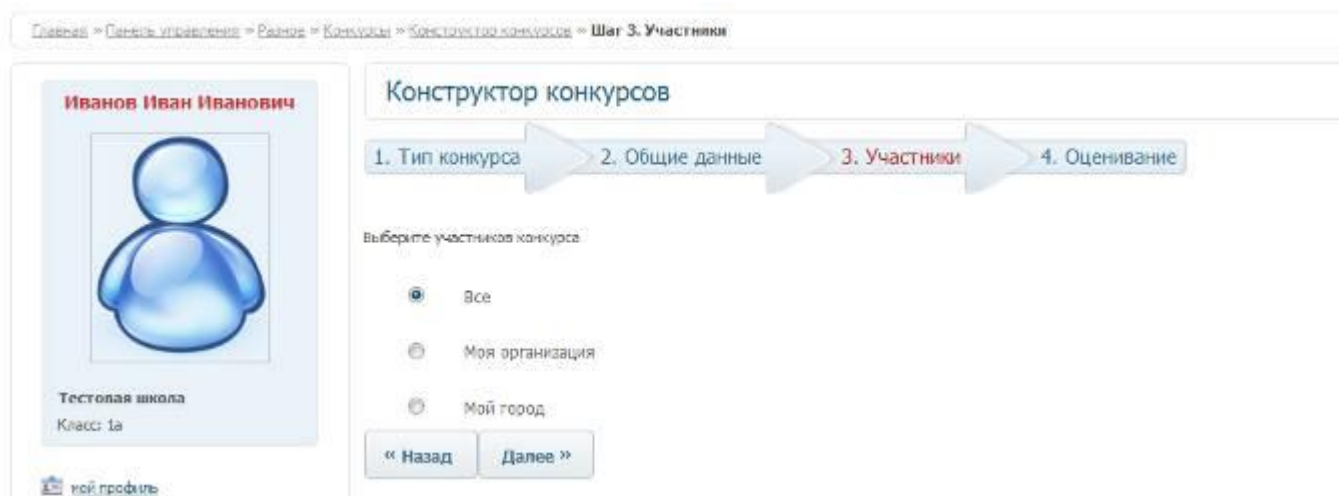 Главная » Панель управления » Разное » Конкурсы » Конструктор конкурсов » Шаг 3. Участники
Иванов Иван Иванович
Тестовая школа
Класс: 1а
мой профиль
Конструктор конкурсов
1. Тип конкурса 2. Общие данные 3. Участники 4. Оценивание
Выберите участников конкурса
Все
Моя организация
Мой город
« Назад Далее »